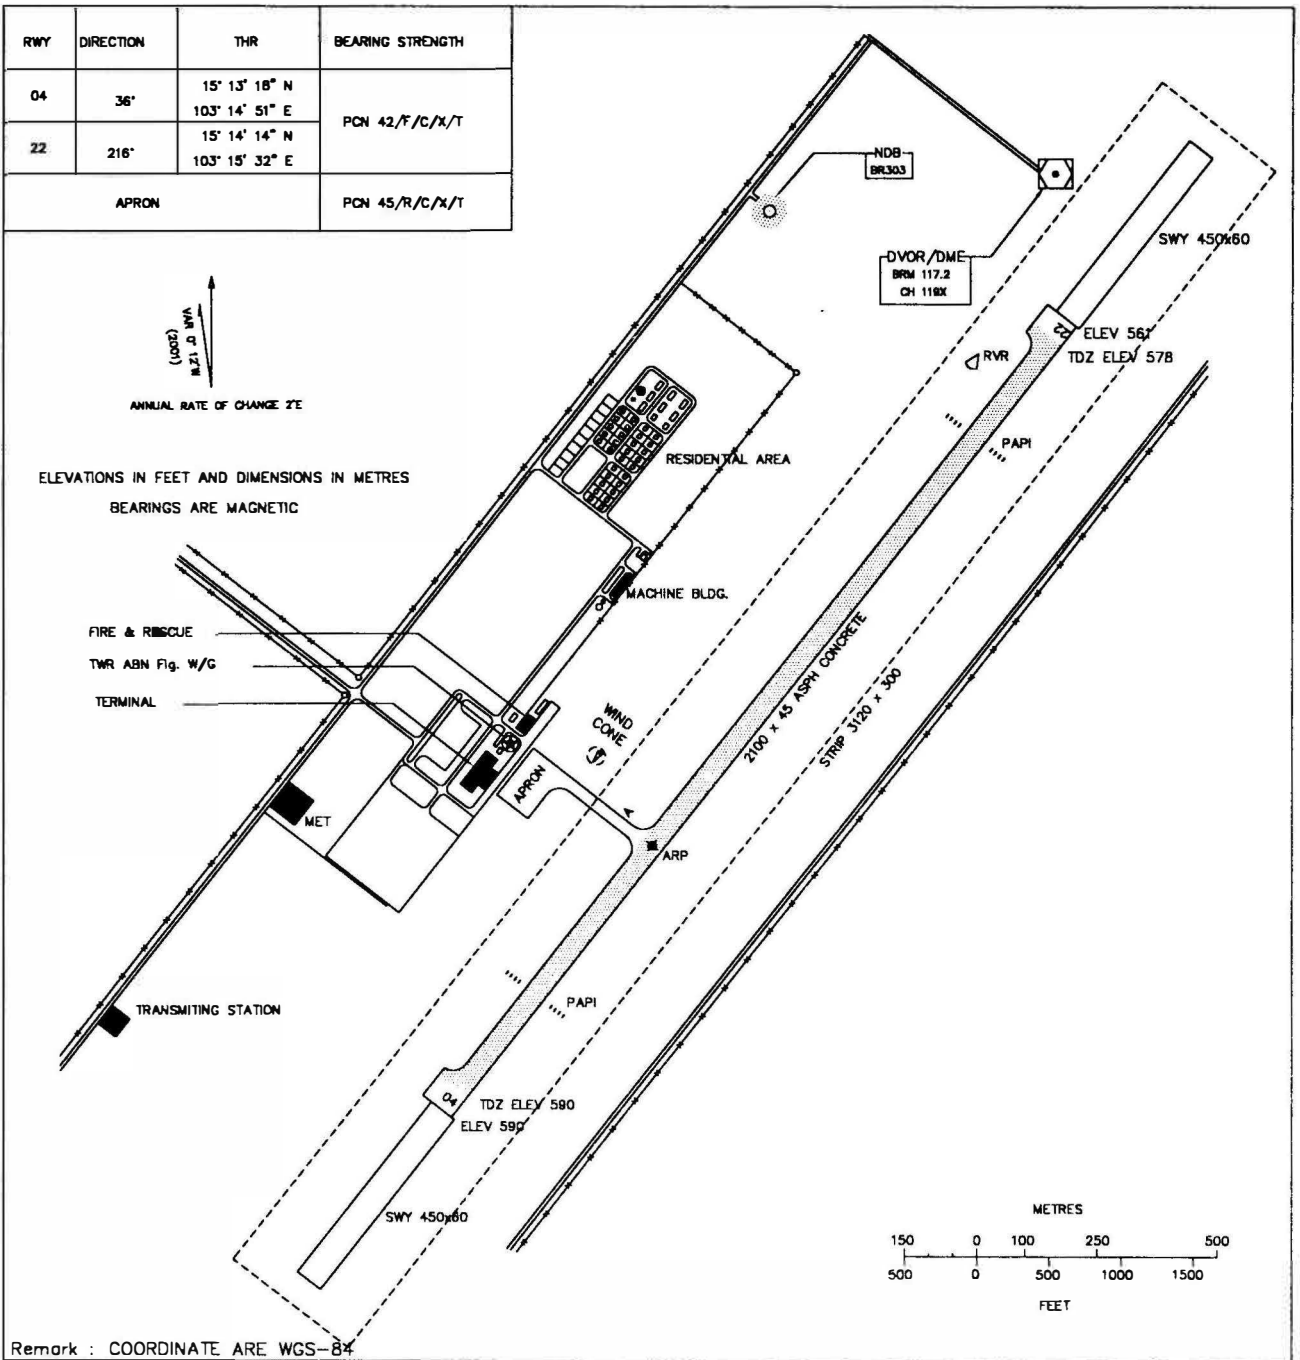 RWY DIRECTION THR BEARING STRENGTH
04 36° 15° 13' 18" N
103° 14' 51" E
PCN 42/F/C/X/T
22 216° 15° 14' 14" N
103° 15' 32" E
APRON PCN 45/R/C/X/T
NDB
BR303
DVOR/DME
BRM 117.2
CH 119X
SWY 450x60
VAR 0° 12'W
(2001)
ANNUAL RATE OF CHANGE 2'E
22
ELEV 561
TDZ ELEV 578
RVR
PAPI
RESIDENTIAL AREA
ELEVATIONS IN FEET AND DIMENSIONS IN METRES
BEARINGS ARE MAGNETIC
MACHINE BLDG.
FIRE & RESCUE
TWR ABN Flg. W/G
TERMINAL
WIND
CONE
2100 x 45 ASPH CONCRETE
STRIP 3120 x 300
APRON
A
MET
ARP
TRANSMITING STATION
PAPI
04
TDZ ELEV 590
ELEV 590
SWY 450x60
METRES
150 0 100 250 500
500 0 500 1000 1500
FEET
Remark : COORDINATE ARE WGS-84